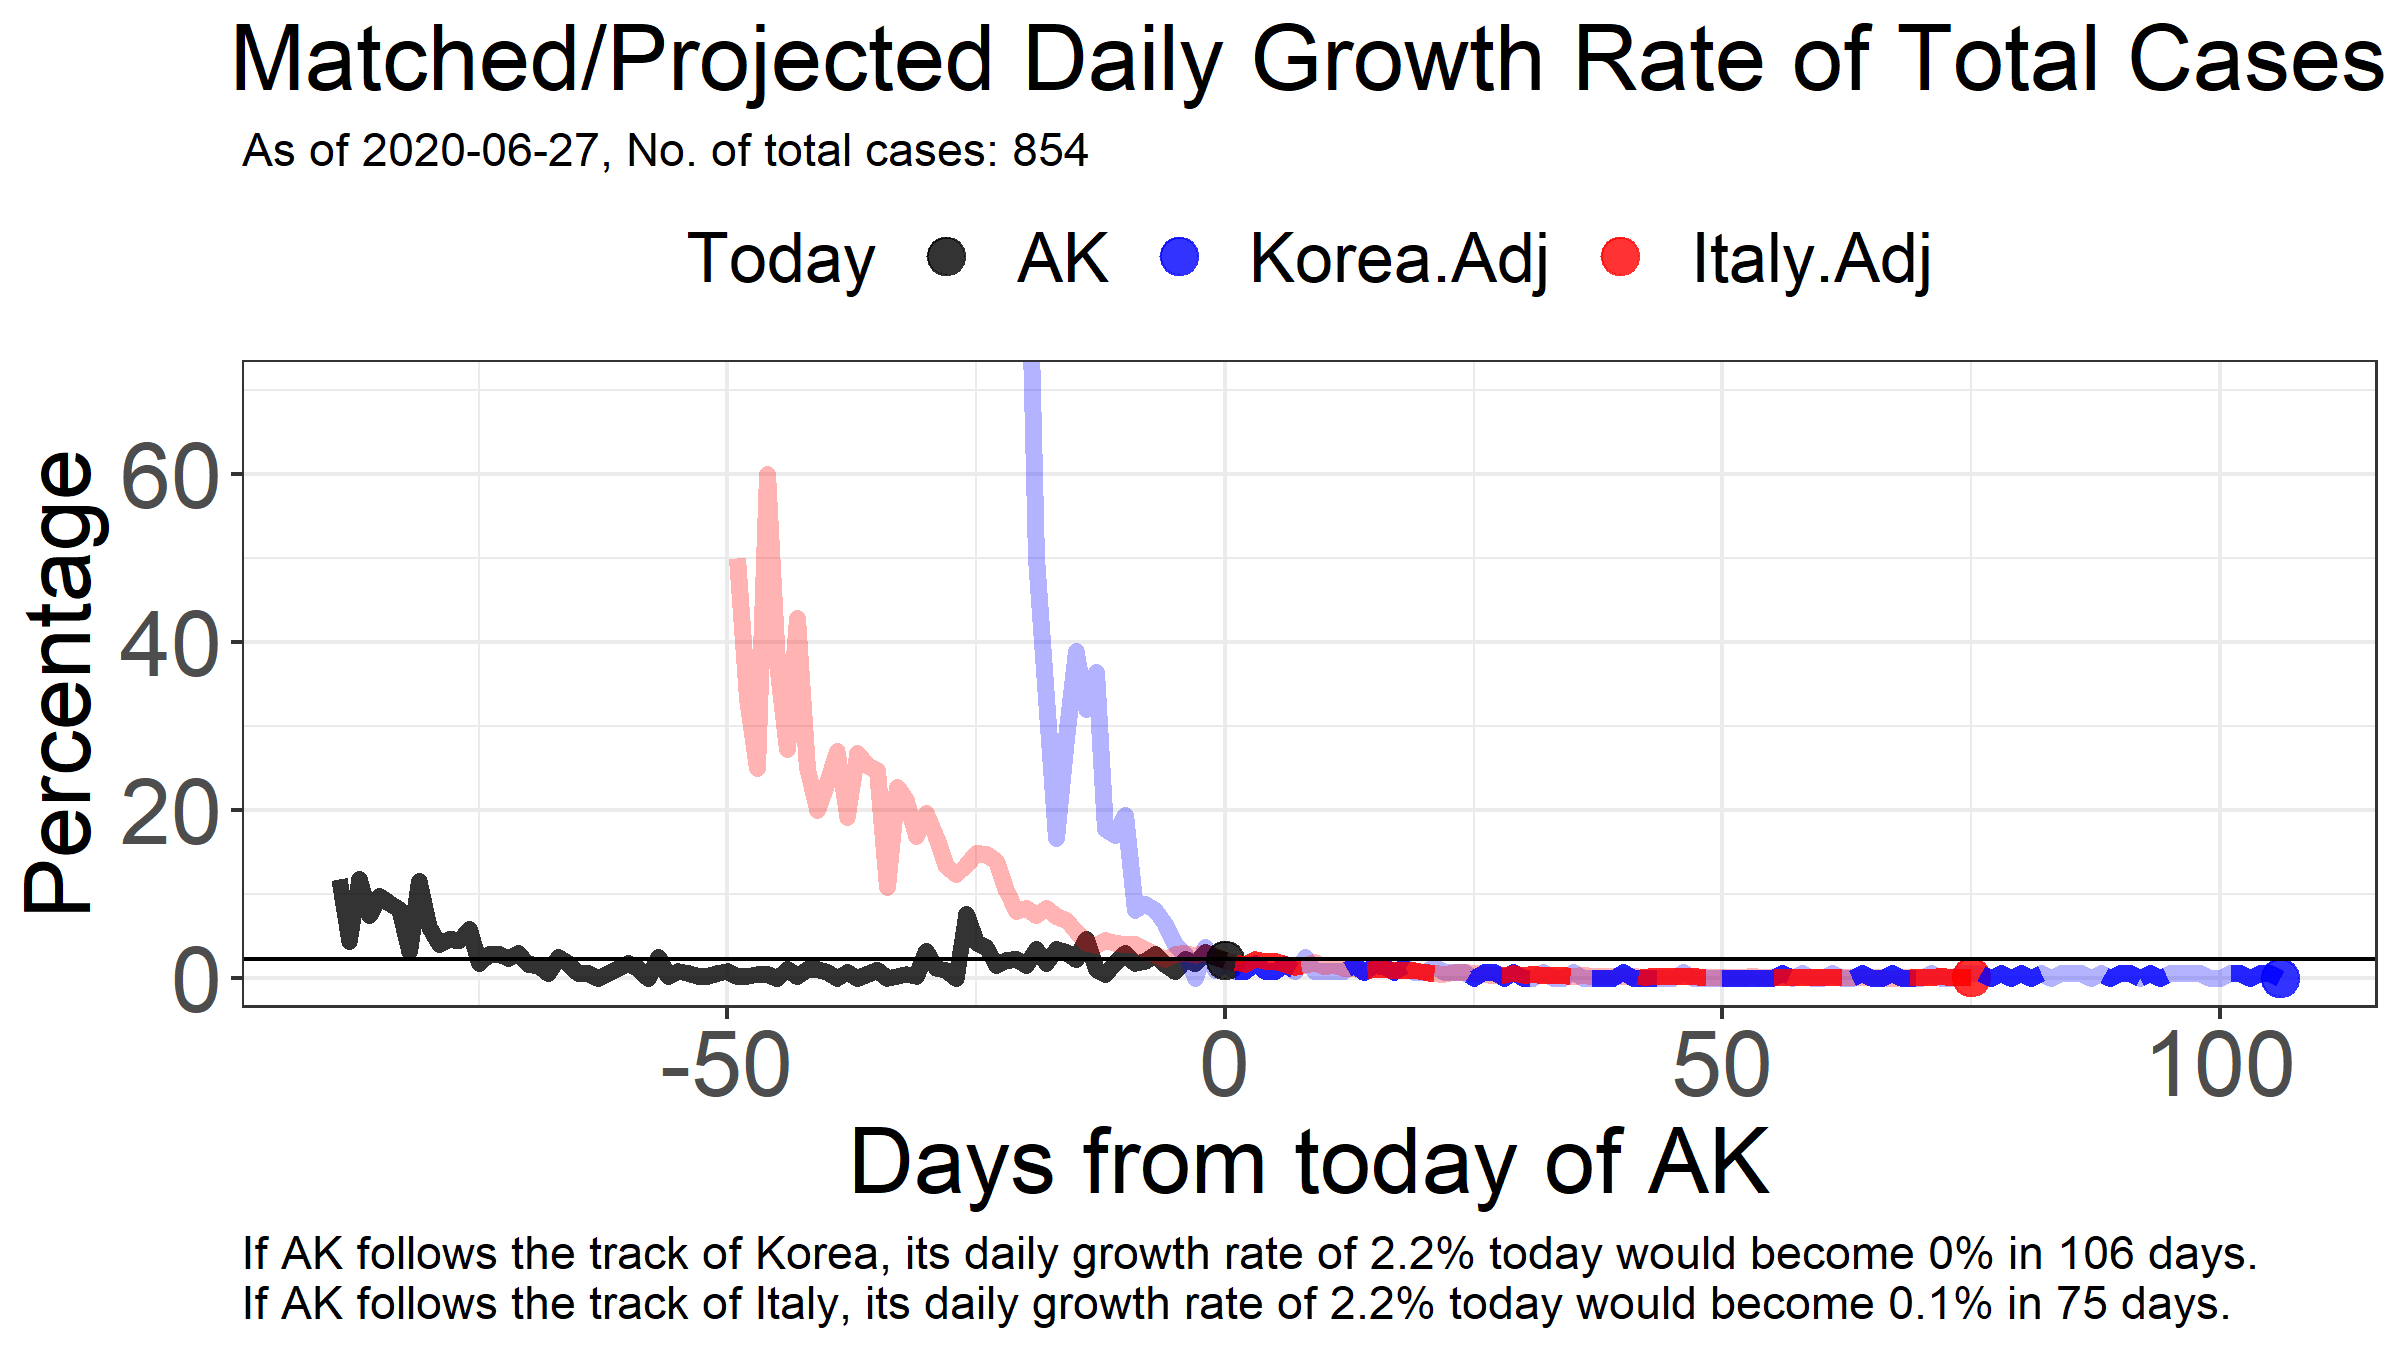 Matched/Projected Daily Growth Rate of Total Cases
As of 2020-06-27, No. of total cases: 854
Today AK Korea.Adj Italy.Adj
Percentage
60
40
20
0
-50 0 50 100
Days from today of AK
If AK follows the track of Korea, its daily growth rate of 2.2% today would become 0% in 106 days.
If AK follows the track of Italy, its daily growth rate of 2.2% today would become 0.1% in 75 days.